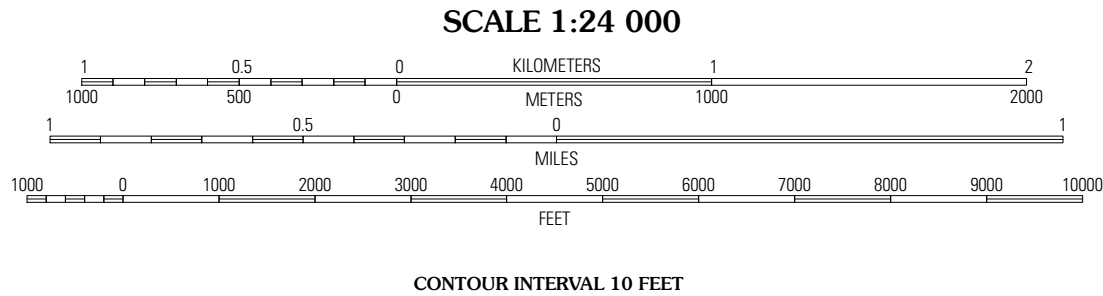 SCALE 1:24 000
1 0.5 0 KILOMETERS 1 2
1000 500 0 METERS 1000 2000
1 0.5 0 1
MILES
1000 0 1000 2000 3000 4000 5000 6000 7000 8000 9000 10000
FEET
CONTOUR INTERVAL 10 FEET